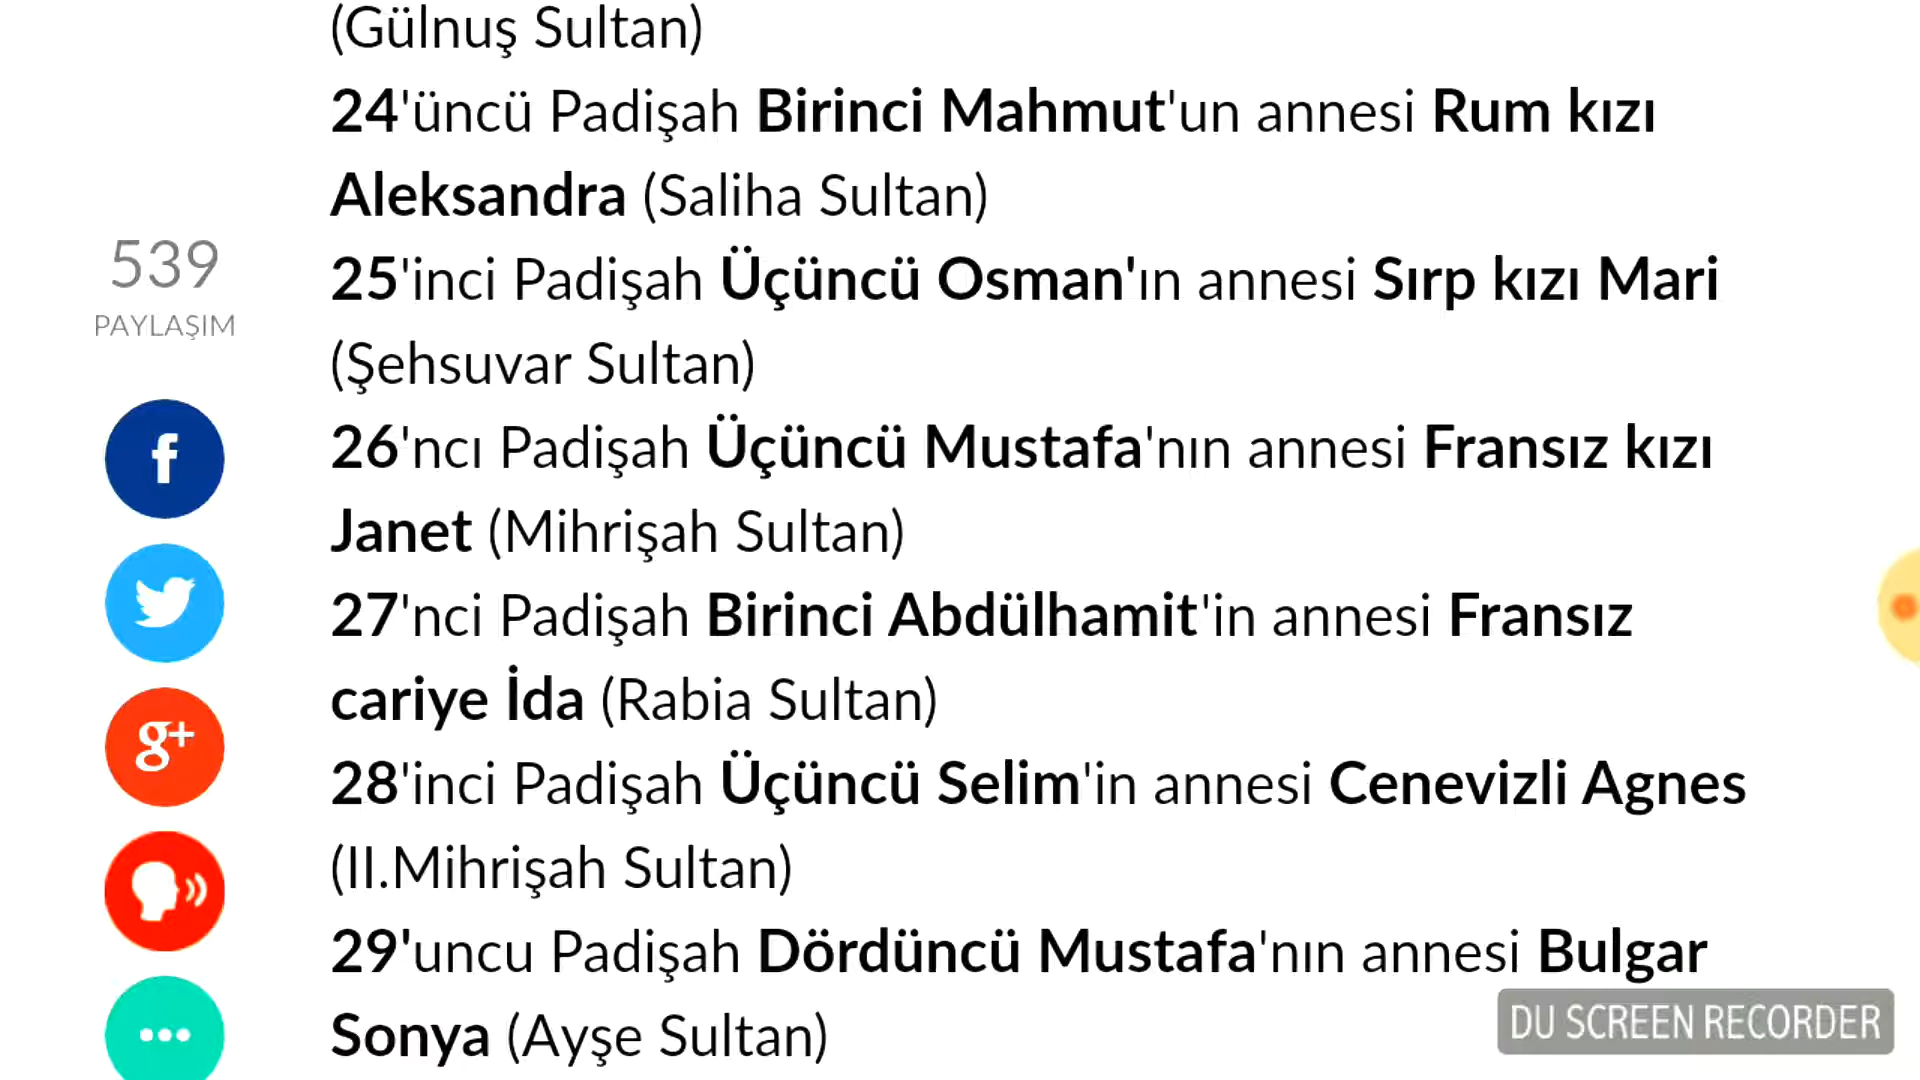 (Gülnuş Sultan)
24'üncü Padişah Birinci Mahmut'un annesi Rum kızı
Aleksandra (Saliha Sultan)
25'inci Padişah Üçüncü Osman'ın annesi Sırp kızı Mari
(Şehsuvar Sultan)
26'ncı Padişah Üçüncü Mustafa'nın annesi Fransız kızı
Janet (Mihrişah Sultan)
27'nci Padişah Birinci Abdülhamit'in annesi Fransız
cariye İda (Rabia Sultan)
28'inci Padişah Üçüncü Selim'in annesi Cenevizli Agnes
(II.Mihrişah Sultan)
29'uncu Padişah Dördüncü Mustafa'nın annesi Bulgar
Sonya (Ayşe Sultan)
539
PAYLAŞIM
f
g+
DU SCREEN RECORDER